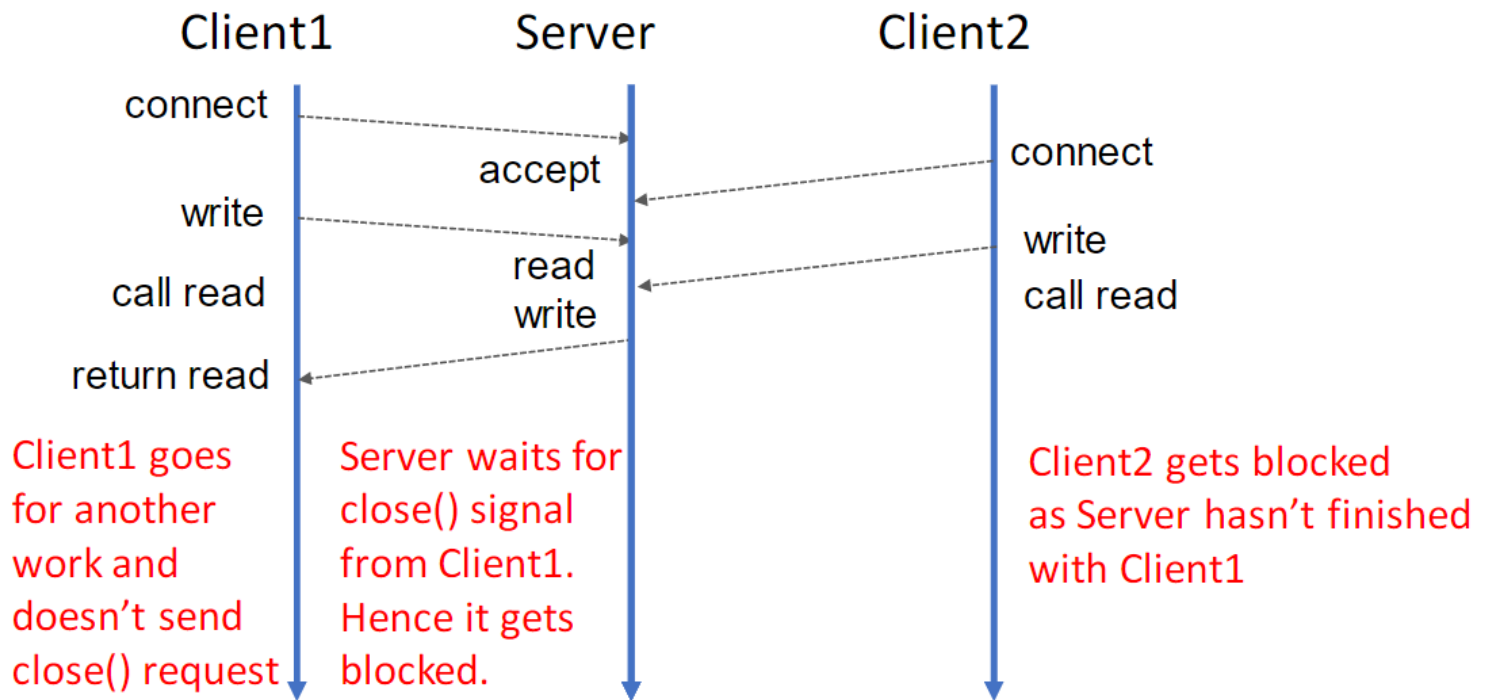 Client1
Server
Client2
connect
accept
connect
write
read
write
write
call read
call read
return read
Client1 goes
for another
work and
doesn’t send
close() request
Server waits for
close() signal
from Client1.
Hence it gets
blocked.
Client2 gets blocked
as Server hasn’t finished
with Client1